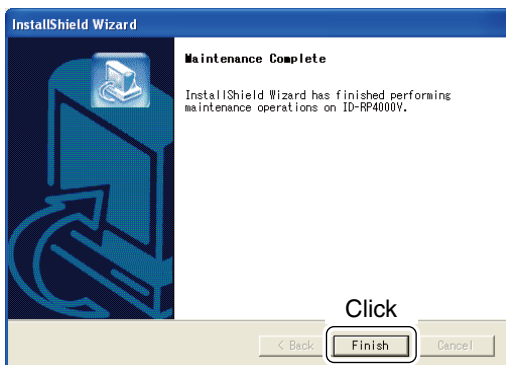 InstallShield Wizard
Maintenance Complete
InstallShield Wizard has finished performing
maintenance operations on ID-RP4000V.
Click
< Back
Finish
Cancel